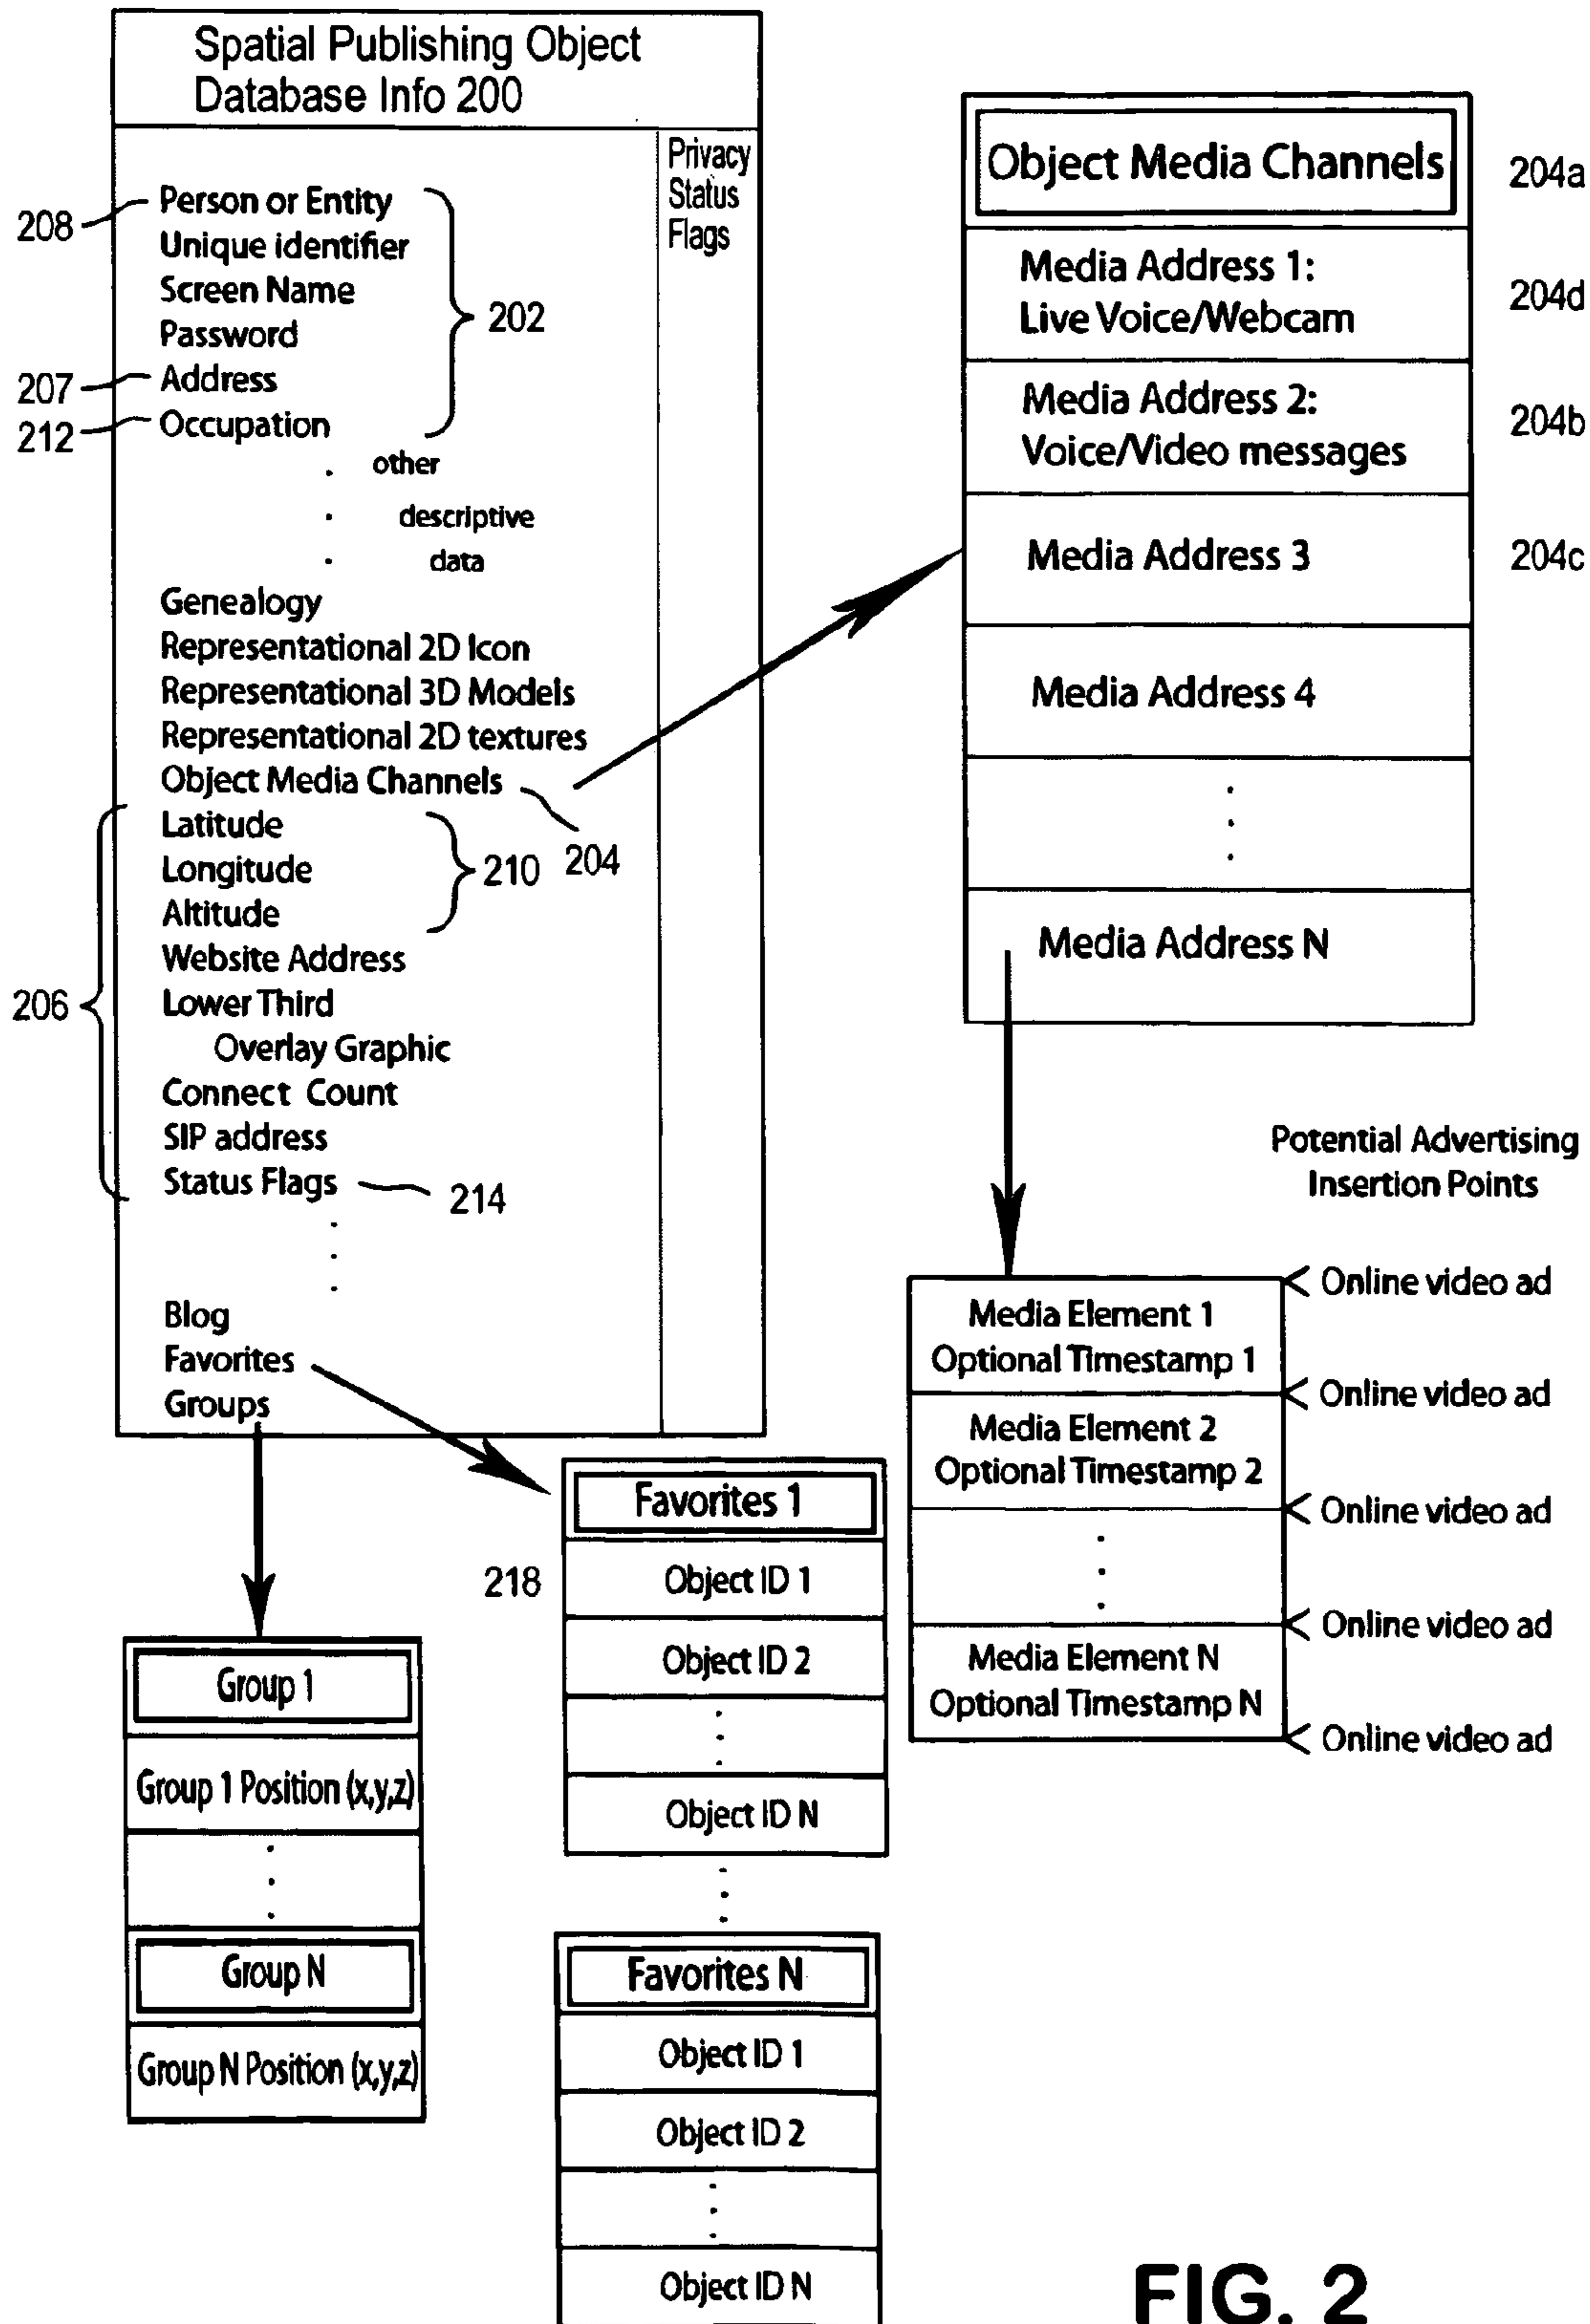 Spatial Publishing Object
Database Info 200
Privacy
Status
Flags
208
Person or Entity
Unique identifier
Screen Name
Password
202
207
Address
212
Occupation
. other
. descriptive
. data
Genealogy
Representational 2D Icon
Representational 3D Models
Representational 2D textures
Object Media Channels
204
Latitude
Longitude
Altitude
210
206
Website Address
Lower Third
Overlay Graphic
Connect Count
SIP address
Status Flags
214
.
.
.
Blog
Favorites
Groups
Object Media Channels
204a
Media Address 1:
Live Voice/Webcam
204d
Media Address 2:
Voice/Video messages
204b
Media Address 3
204c
Media Address 4
.
.
.
Media Address N
Potential Advertising
Insertion Points
Online video ad
Media Element 1
Optional Timestamp 1
Online video ad
Media Element 2
Optional Timestamp 2
Online video ad
.
.
.
Online video ad
Media Element N
Optional Timestamp N
Online video ad
Favorites 1
218
Object ID 1
Object ID 2
.
.
.
Object ID N
.
.
.
Favorites N
Object ID 1
Object ID 2
.
.
.
Object ID N
Group 1
Group 1 Position (x,y,z)
.
.
.
Group N
Group N Position (x,y,z)
FIG. 2